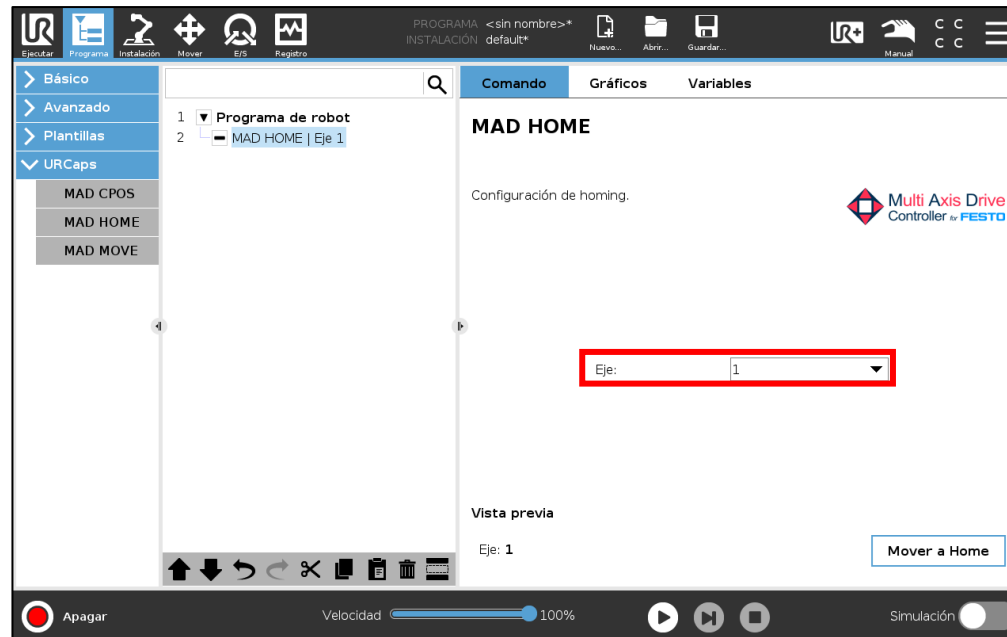 PROGRAMA <sin nombre>*
INSTALACIÓN default*
Ejecutar Programa Instalación Mover E/S Registro Nuevo... Abrir... Guardar... UR+ Manual C C
C C
Básico
Avanzado
Plantillas
URCaps
MAD CPOS
MAD HOME
MAD MOVE
1 Programa de robot
2 MAD HOME | Eje 1
Comando Gráficos Variables
MAD HOME
Configuración de homing.
Multi Axis Drive
Controller for FESTO
Eje: 1
Vista previa
Eje: 1
Mover a Home
Apagar Velocidad 100% Simulación